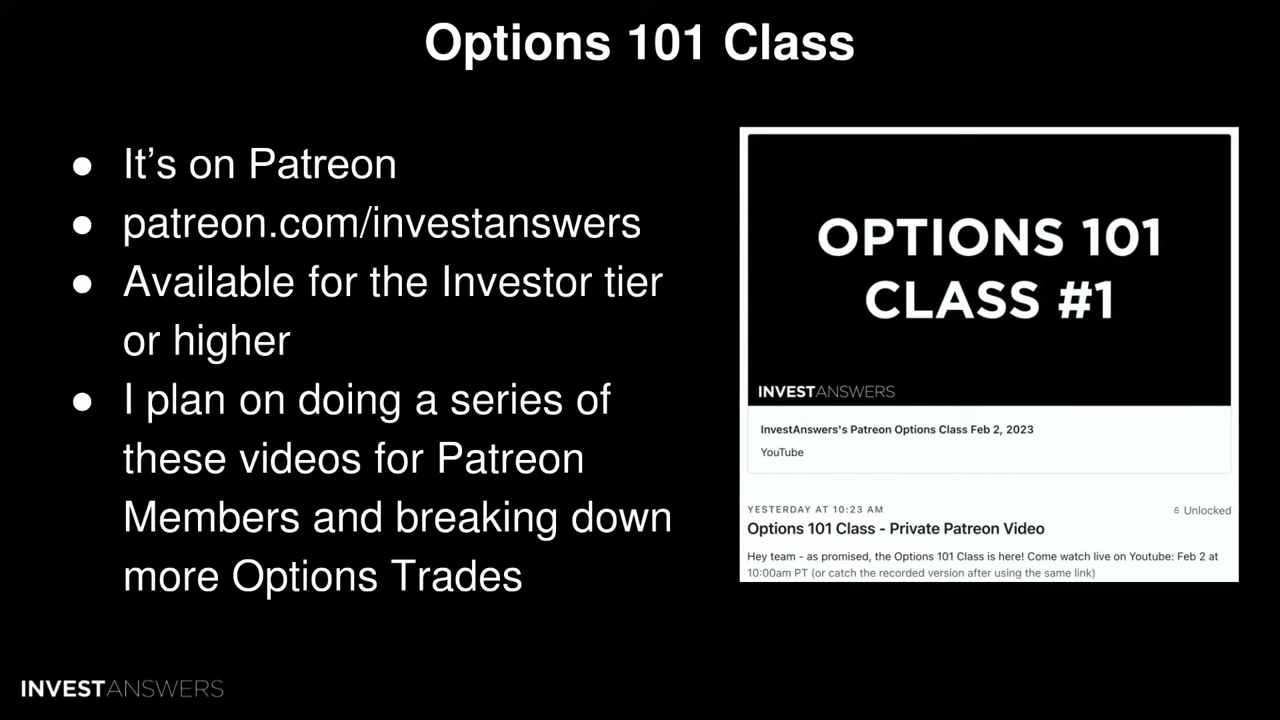 Options 101 Class
● It’s on Patreon
● patreon.com/investanswers
● Available for the Investor tier
or higher
● I plan on doing a series of
these videos for Patreon
Members and breaking down
more Options Trades
OPTIONS 101
CLASS #1
INVESTANSWERS
InvestAnswers's Patreon Options Class Feb 2, 2023
YouTube
YESTERDAY AT 10:23 AM
Unlocked
Options 101 Class - Private Patreon Video
Hey team - as promised, the Options 101 Class is here! Come watch live on Youtube: Feb 2 at
10:00am PT (or catch the recorded version after using the same link)
INVESTANSWERS